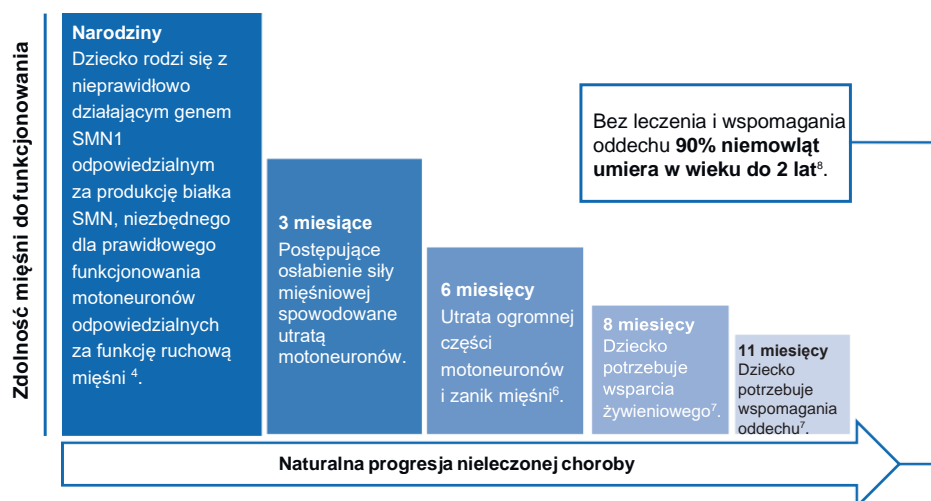 Zdolność mięśni dofunkcjonowania
Narodziny
Dziecko rodzi się z
nieprawidłowo
działającym genem
SMN1
odpowiedzialnym
za produkcję białka
SMN, niezbędnego
dla prawidłowego
funkcjonowania
motoneuronów
odpowiedzialnych
za funkcję ruchową
mięśni ⁴.
3 miesiące
Postępujące
osłabienie siły
mięśniowej
spowodowane
utratą
motoneuronów.
6 miesięcy
Utrata ogromnej
części
motoneuronów
i zanik mięśni⁶.
8 miesięcy
Dziecko
potrzebuje
wsparcia
żywieniowego⁷.
11 miesięcy
Dziecko
potrzebuje
wspomagania
oddechu⁷.
Bez leczenia i wspomagania
oddechu 90% niemowląt
umiera w wieku do 2 lat⁸.
Naturalna progresja nieleczonej choroby